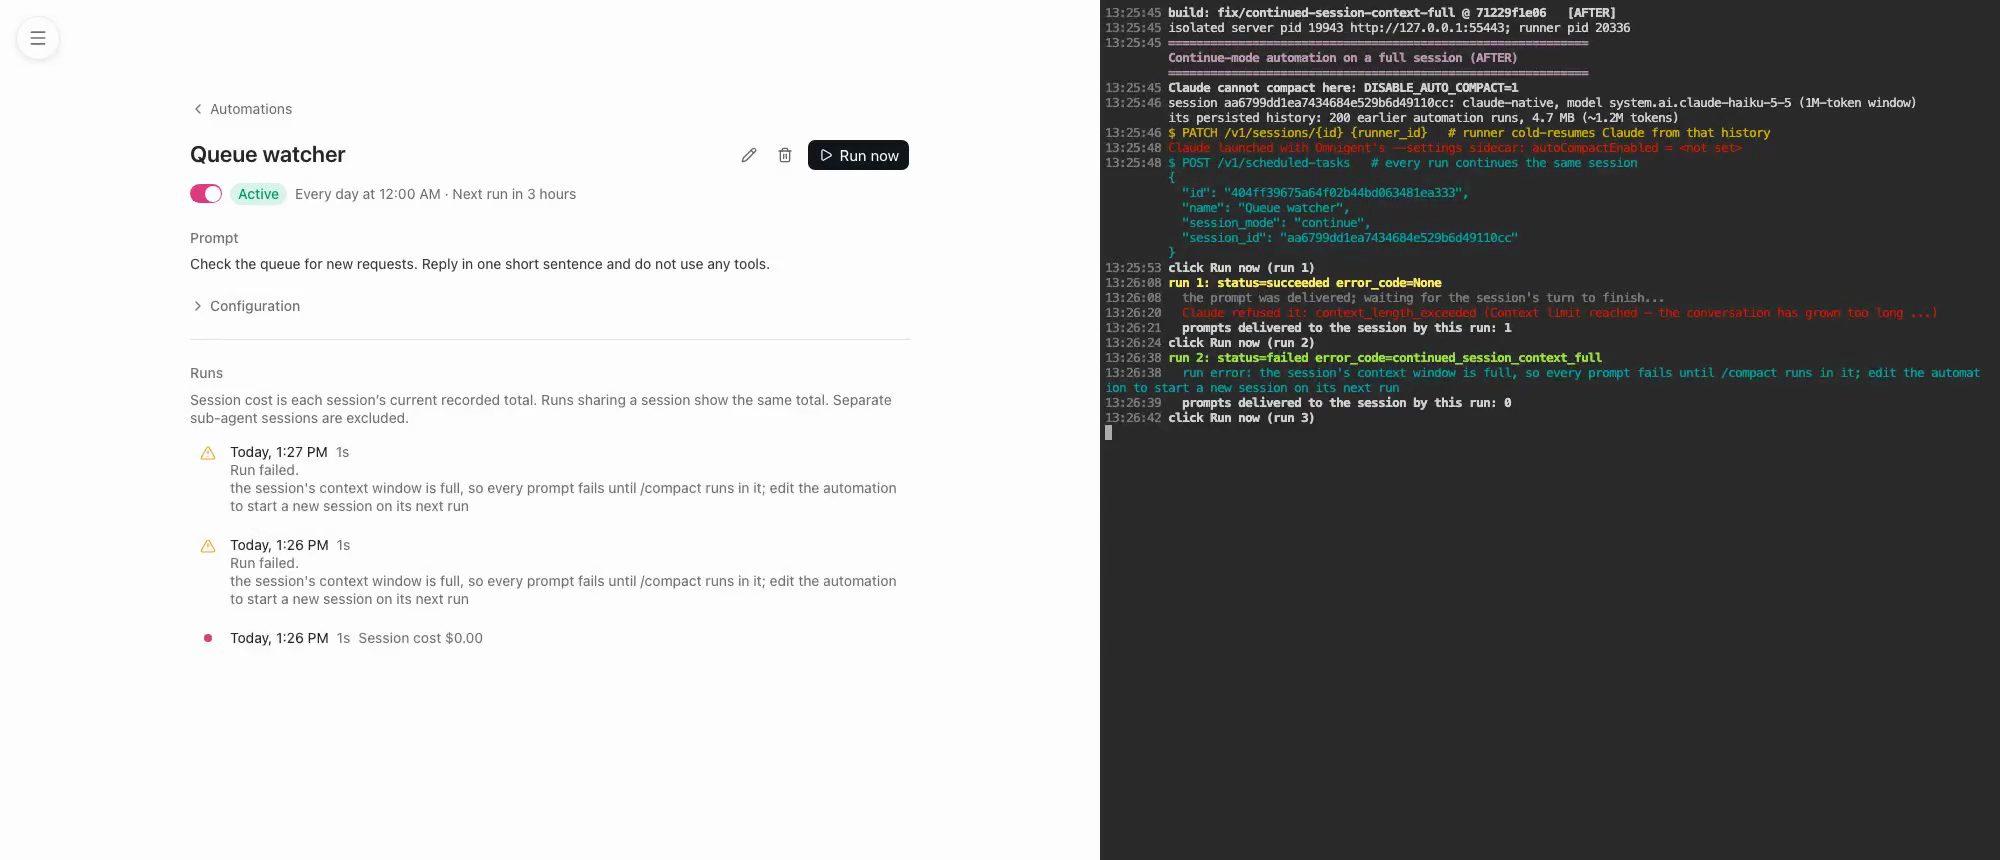 Automations
Queue watcher
Run now
Active Every day at 12:00 AM · Next run in 3 hours
Prompt
Check the queue for new requests. Reply in one short sentence and do not use any tools.
Configuration
Runs
Session cost is each session’s current recorded total. Runs sharing a session show the same total. Separate
sub-agent sessions are excluded.
Today, 1:27 PM 1s
Run failed.
the session's context window is full, so every prompt fails until /compact runs in it; edit the automation
to start a new session on its next run
Today, 1:26 PM 1s
Run failed.
the session's context window is full, so every prompt fails until /compact runs in it; edit the automation
to start a new session on its next run
Today, 1:26 PM 1s Session cost $0.00
13:25:45 build: fix/continued-session-context-full @ 71229f1e06 [AFTER]
13:25:45 isolated server pid 19943 http://127.0.0.1:55443; runner pid 20336
13:25:45 ============================================================
Continue-mode automation on a full session (AFTER)
============================================================
13:25:45 Claude cannot compact here: DISABLE_AUTO_COMPACT=1
13:25:46 session aa6799dd1ea7434684e529b6d49110cc: claude-native, model system.ai.claude-haiku-5-5 (1M-token window)
its persisted history: 200 earlier automation runs, 4.7 MB (~1.2M tokens)
13:25:46 $ PATCH /v1/sessions/{id} {runner_id} # runner cold-resumes Claude from that history
13:25:48 Claude launched with Omnigent's --settings sidecar: autoCompactEnabled = <not set>
13:25:48 $ POST /v1/scheduled-tasks # every run continues the same session
{
"id": "404ff39675a64f02b44bd063481ea333",
"name": "Queue watcher",
"session_mode": "continue",
"session_id": "aa6799dd1ea7434684e529b6d49110cc"
}
13:25:53 click Run now (run 1)
13:26:08 run 1: status=succeeded error_code=None
13:26:08 the prompt was delivered; waiting for the session's turn to finish...
13:26:20 Claude refused it: context_length_exceeded (Context limit reached — the conversation has grown too long ...)
13:26:21 prompts delivered to the session by this run: 1
13:26:24 click Run now (run 2)
13:26:38 run 2: status=failed error_code=continued_session_context_full
13:26:38 run error: the session's context window is full, so every prompt fails until /compact runs in it; edit the automat
ion to start a new session on its next run
13:26:39 prompts delivered to the session by this run: 0
13:26:42 click Run now (run 3)